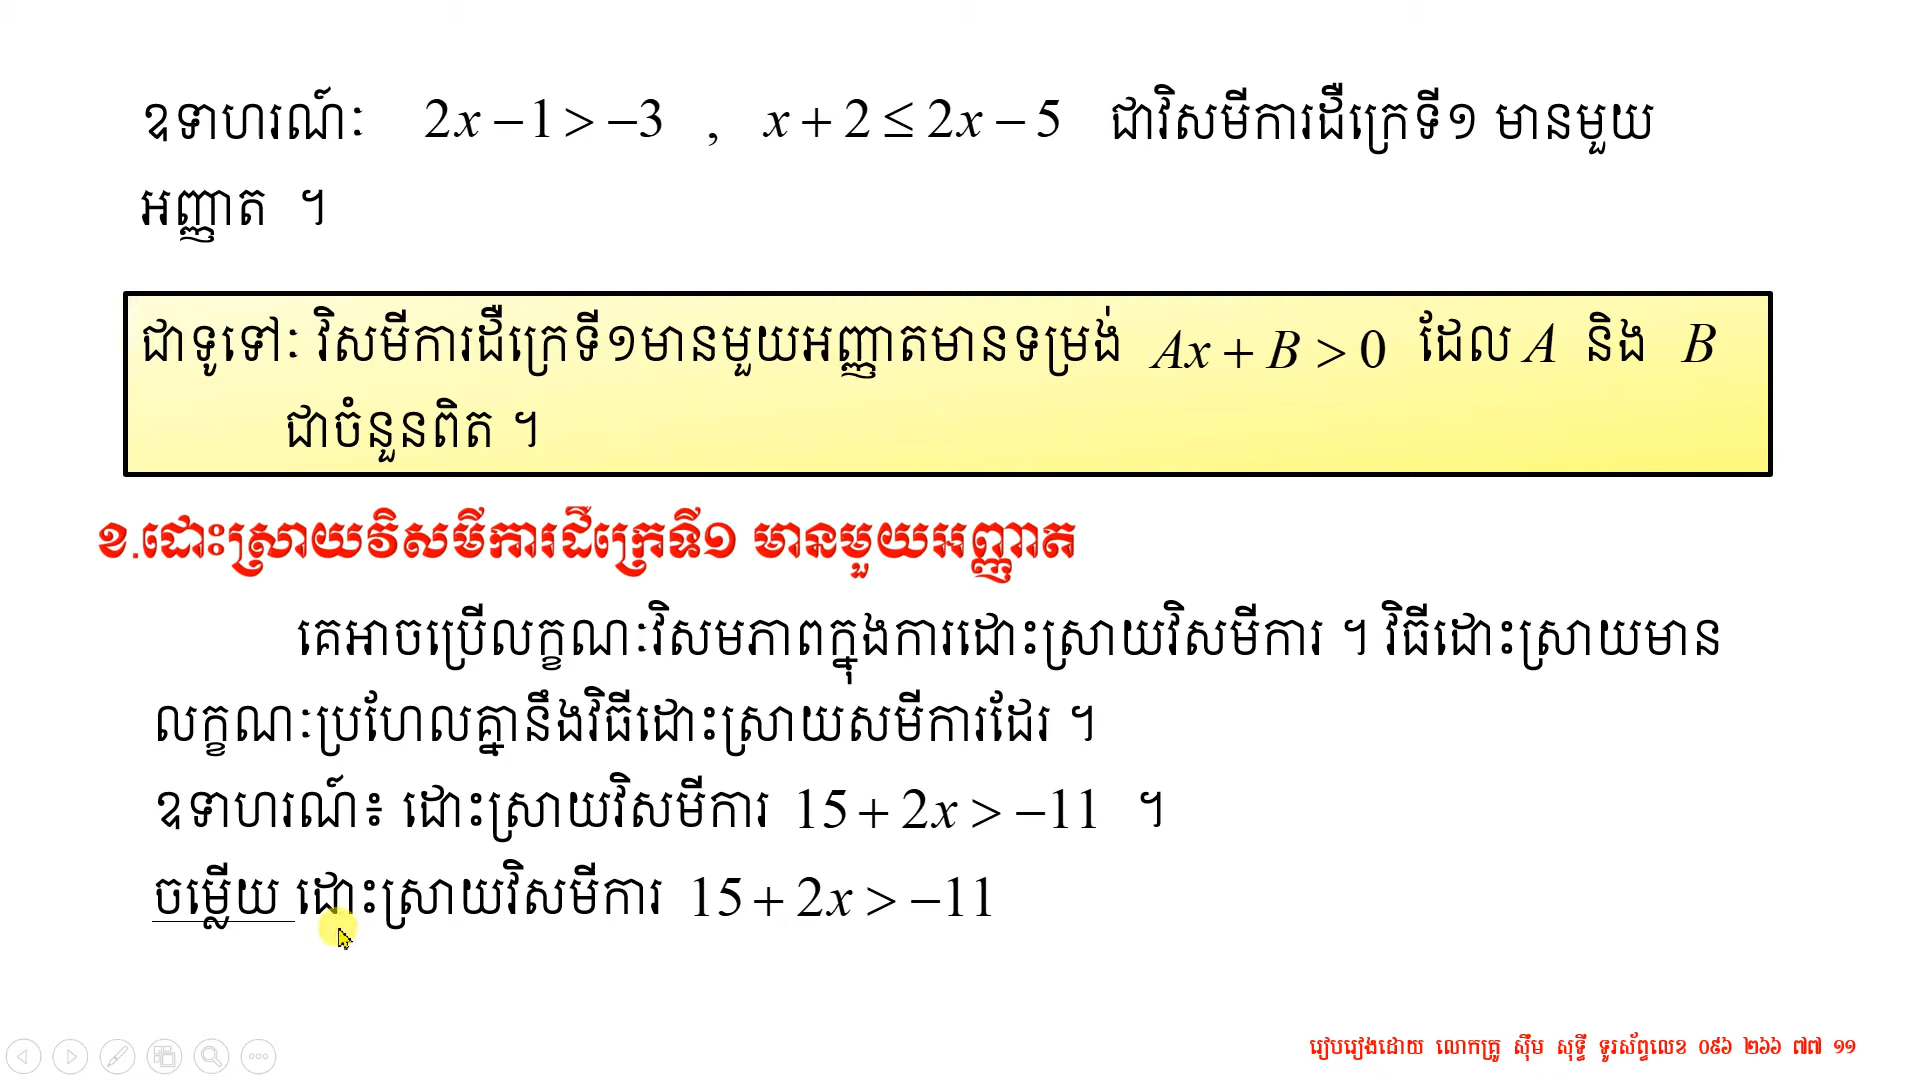 ឧទាហរណ៍ៈ 2x − 1 > −3 , x + 2 ≤ 2x − 5 ជាវិសមីការដឺក្រេទី១ មានមួយ
អញ្ញាត ។
ជាទូទៅៈ វិសមីការដឺក្រេទី១មានមួយអញ្ញាតមានទម្រង់ Ax + B > 0 ដែល A និង B
ជាចំនួនពិត ។
ខ.ដោះស្រាយវិសមីការដឺក្រេទី១ មានមួយអញ្ញាត
គេអាចប្រើលក្ខណៈវិសមភាពក្នុងការដោះស្រាយវិសមីការ ។ វិធីដោះស្រាយមាន
លក្ខណៈប្រហែលគ្នានឹងវិធីដោះស្រាយសមីការដែរ ។
ឧទាហរណ៍៖ ដោះស្រាយវិសមីការ 15 + 2x > −11 ។
ចម្លើយ ដោះស្រាយវិសមីការ 15 + 2x > −11
រៀបរៀងដោយ លោកគ្រូ ស៊ឹម សុទ្ធី ទូរស័ព្ទលេខ ០៩៦ ២៦៦ ៧៧ ១១